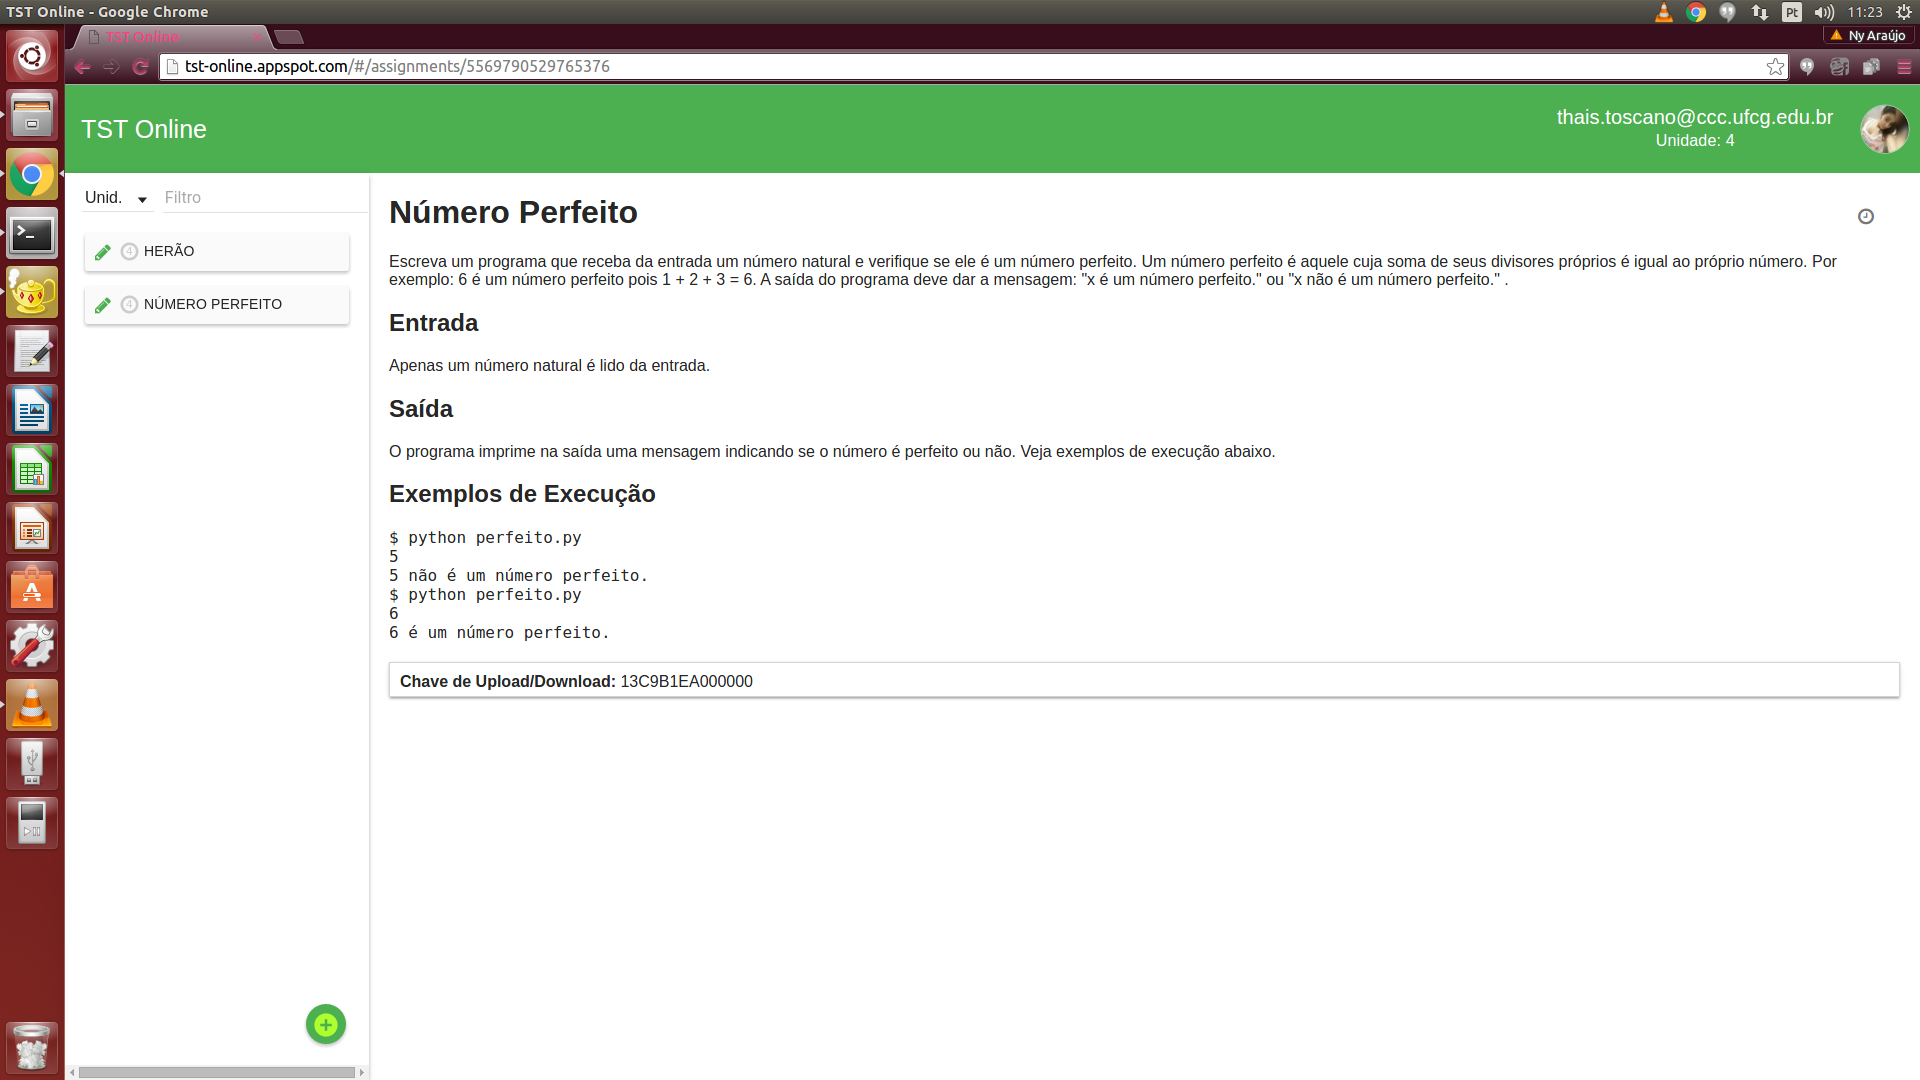 TST Online - Google Chrome
Pt
11:23
TST Online
Ny Araújo
tst-online.appspot.com/#/assignments/5569790529765376
TST Online
thais.toscano@ccc.ufcg.edu.br
Unidade: 4
Unid.
Filtro
4 HERÃO
4 NÚMERO PERFEITO
Número Perfeito
Escreva um programa que receba da entrada um número natural e verifique se ele é um número perfeito. Um número perfeito é aquele cuja soma de seus divisores próprios é igual ao próprio número. Por
exemplo: 6 é um número perfeito pois 1 + 2 + 3 = 6. A saída do programa deve dar a mensagem: "x é um número perfeito." ou "x não é um número perfeito." .
Entrada
Apenas um número natural é lido da entrada.
Saída
O programa imprime na saída uma mensagem indicando se o número é perfeito ou não. Veja exemplos de execução abaixo.
Exemplos de Execução
$ python perfeito.py
5
5 não é um número perfeito.
$ python perfeito.py
6
6 é um número perfeito.
Chave de Upload/Download: 13C9B1EA000000